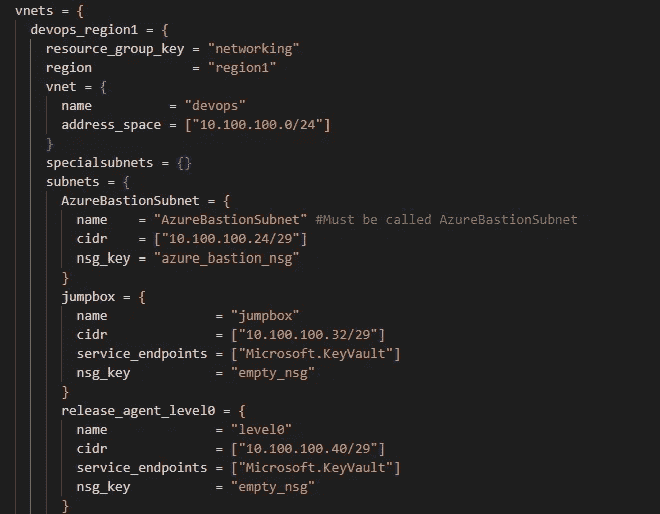 vnets = {
devops_region1 = {
resource_group_key = "networking"
region = "region1"
vnet = {
name = "devops"
address_space = ["10.100.100.0/24"]
}
specialsubnets = {}
subnets = {
AzureBastionSubnet = {
name = "AzureBastionSubnet" #Must be called AzureBastionSubnet
cidr = ["10.100.100.24/29"]
nsg_key = "azure_bastion_nsg"
}
jumpbox = {
name = "jumpbox"
cidr = ["10.100.100.32/29"]
service_endpoints = ["Microsoft.KeyVault"]
nsg_key = "empty_nsg"
}
release_agent_level0 = {
name = "level0"
cidr = ["10.100.100.40/29"]
service_endpoints = ["Microsoft.KeyVault"]
nsg_key = "empty_nsg"
}